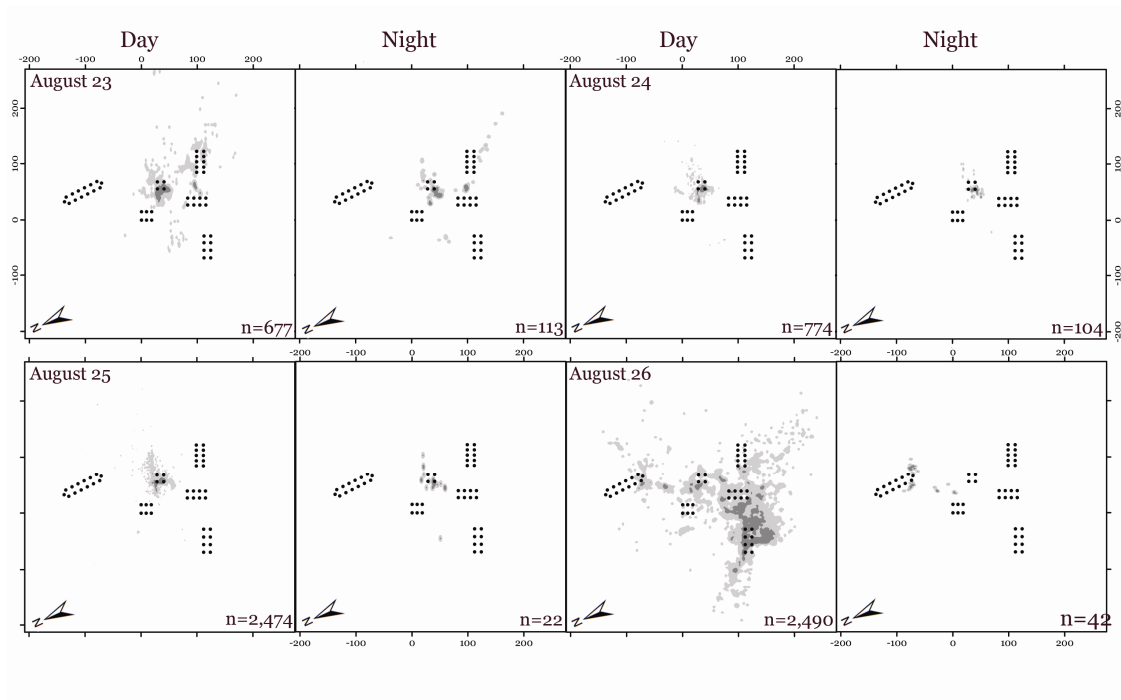 Day Night Day Night
-200 -100 0 100 200 -100 0 100 200
August 23 August 24
200 100 0 -100
200 100 0 -100 -200
N N N N
n=677 n=113 n=774 n=104
-200 -100 0 100 200 -200 -100 0 100 200
August 25 August 26
N N N N
n=2,474 n=22 n=2,490 n=42
-200 -100 0 100 200 -200 -100 0 100 200